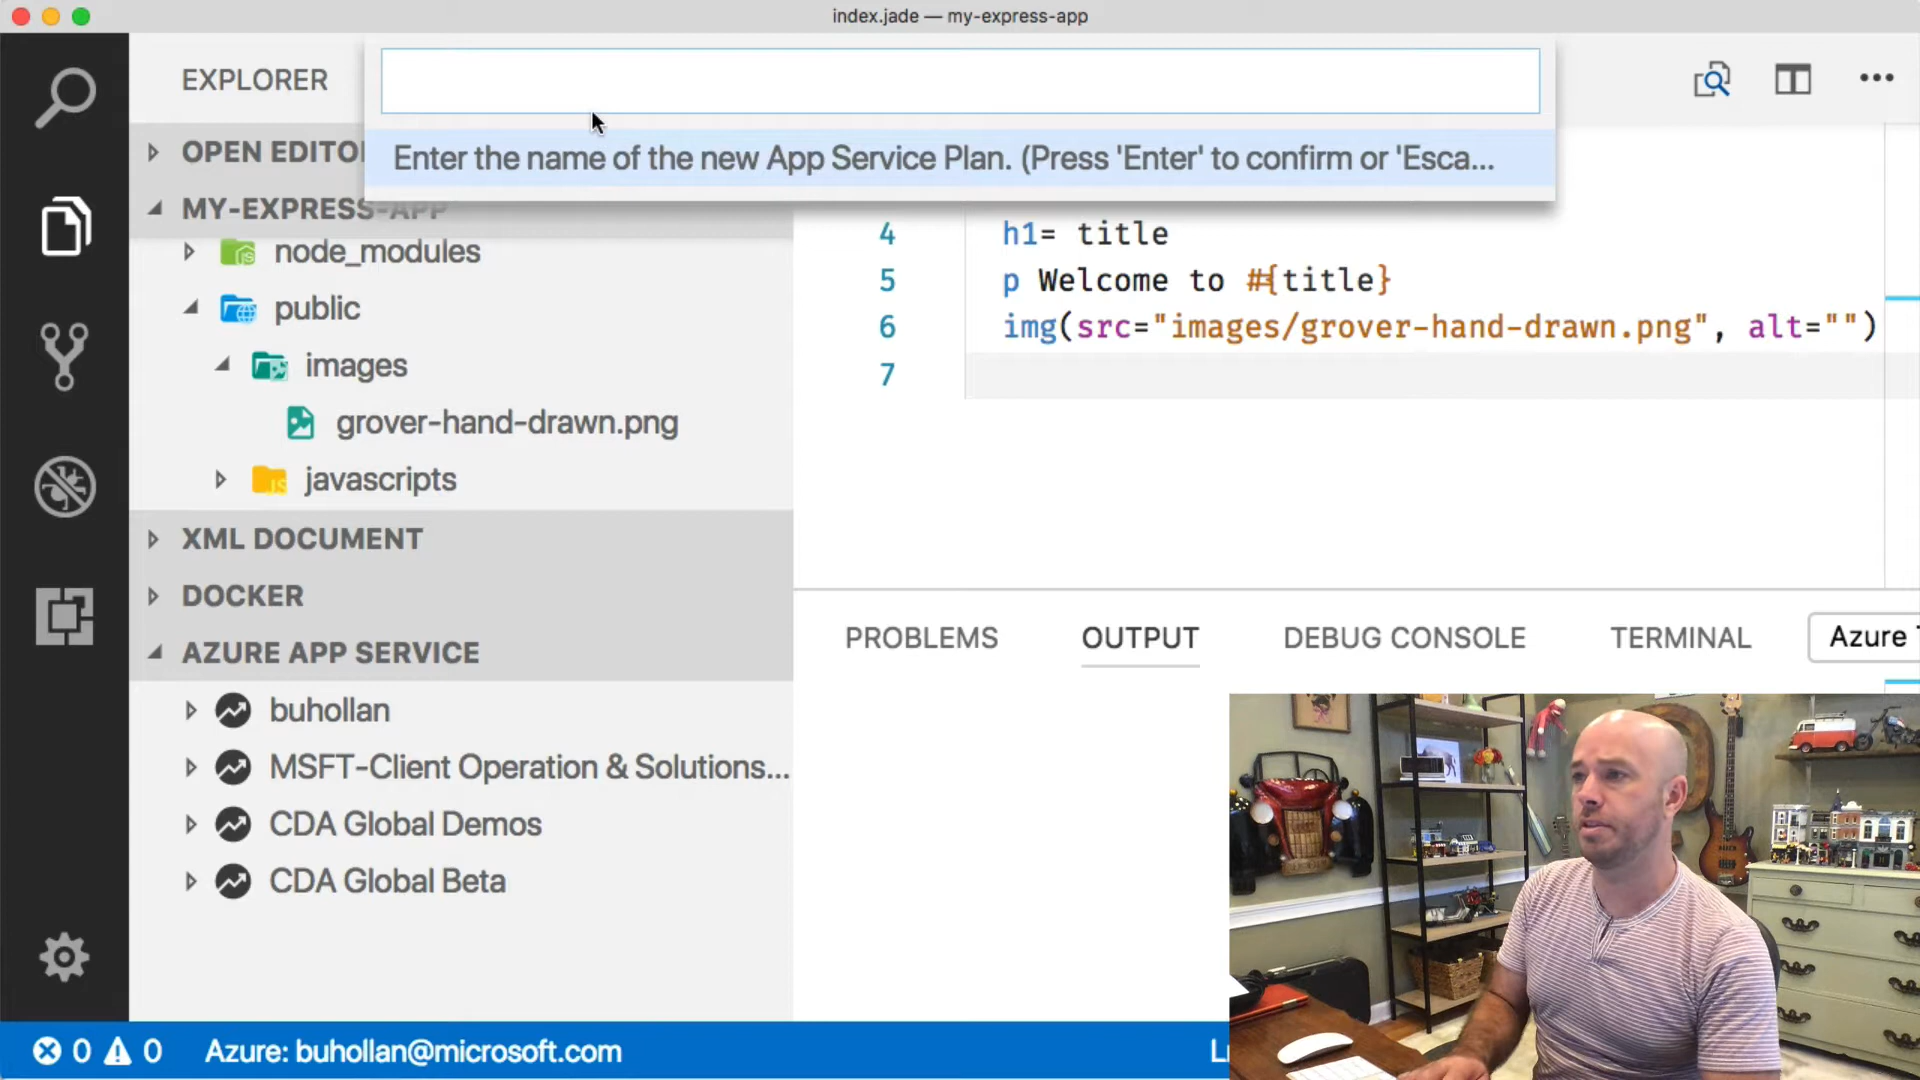 index.jade — my-express-app
EXPLORER
Enter the name of the new App Service Plan. (Press 'Enter' to confirm or 'Esca...
OPEN EDITO
MY-EXPRESS-APP
node_modules
public
images
grover-hand-drawn.png
javascripts
XML DOCUMENT
DOCKER
AZURE APP SERVICE
buhollan
MSFT-Client Operation & Solutions...
CDA Global Demos
CDA Global Beta
4 h1= title
5 p Welcome to #{title}
6 img(src="images/grover-hand-drawn.png", alt="")
7
PROBLEMS OUTPUT DEBUG CONSOLE TERMINAL Azure
0 0 Azure: buhollan@microsoft.com